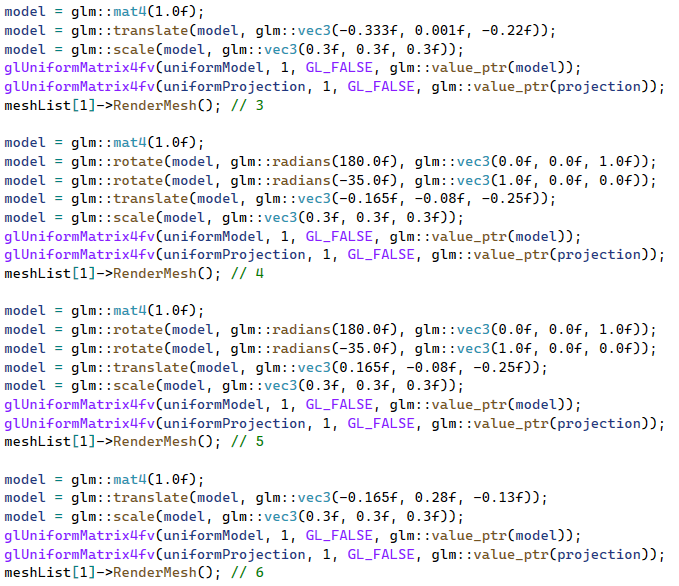 model = glm::mat4(1.0f);
model = glm::translate(model, glm::vec3(-0.333f, 0.001f, -0.22f));
model = glm::scale(model, glm::vec3(0.3f, 0.3f, 0.3f));
glUniformMatrix4fv(uniformModel, 1, GL_FALSE, glm::value_ptr(model));
glUniformMatrix4fv(uniformProjection, 1, GL_FALSE, glm::value_ptr(projection));
meshList[1]->RenderMesh(); // 3

model = glm::mat4(1.0f);
model = glm::rotate(model, glm::radians(180.0f), glm::vec3(0.0f, 0.0f, 1.0f));
model = glm::rotate(model, glm::radians(-35.0f), glm::vec3(1.0f, 0.0f, 0.0f));
model = glm::translate(model, glm::vec3(-0.165f, -0.08f, -0.25f));
model = glm::scale(model, glm::vec3(0.3f, 0.3f, 0.3f));
glUniformMatrix4fv(uniformModel, 1, GL_FALSE, glm::value_ptr(model));
glUniformMatrix4fv(uniformProjection, 1, GL_FALSE, glm::value_ptr(projection));
meshList[1]->RenderMesh(); // 4

model = glm::mat4(1.0f);
model = glm::rotate(model, glm::radians(180.0f), glm::vec3(0.0f, 0.0f, 1.0f));
model = glm::rotate(model, glm::radians(-35.0f), glm::vec3(1.0f, 0.0f, 0.0f));
model = glm::translate(model, glm::vec3(0.165f, -0.08f, -0.25f));
model = glm::scale(model, glm::vec3(0.3f, 0.3f, 0.3f));
glUniformMatrix4fv(uniformModel, 1, GL_FALSE, glm::value_ptr(model));
glUniformMatrix4fv(uniformProjection, 1, GL_FALSE, glm::value_ptr(projection));
meshList[1]->RenderMesh(); // 5

model = glm::mat4(1.0f);
model = glm::translate(model, glm::vec3(-0.165f, 0.28f, -0.13f));
model = glm::scale(model, glm::vec3(0.3f, 0.3f, 0.3f));
glUniformMatrix4fv(uniformModel, 1, GL_FALSE, glm::value_ptr(model));
glUniformMatrix4fv(uniformProjection, 1, GL_FALSE, glm::value_ptr(projection));
meshList[1]->RenderMesh(); // 6